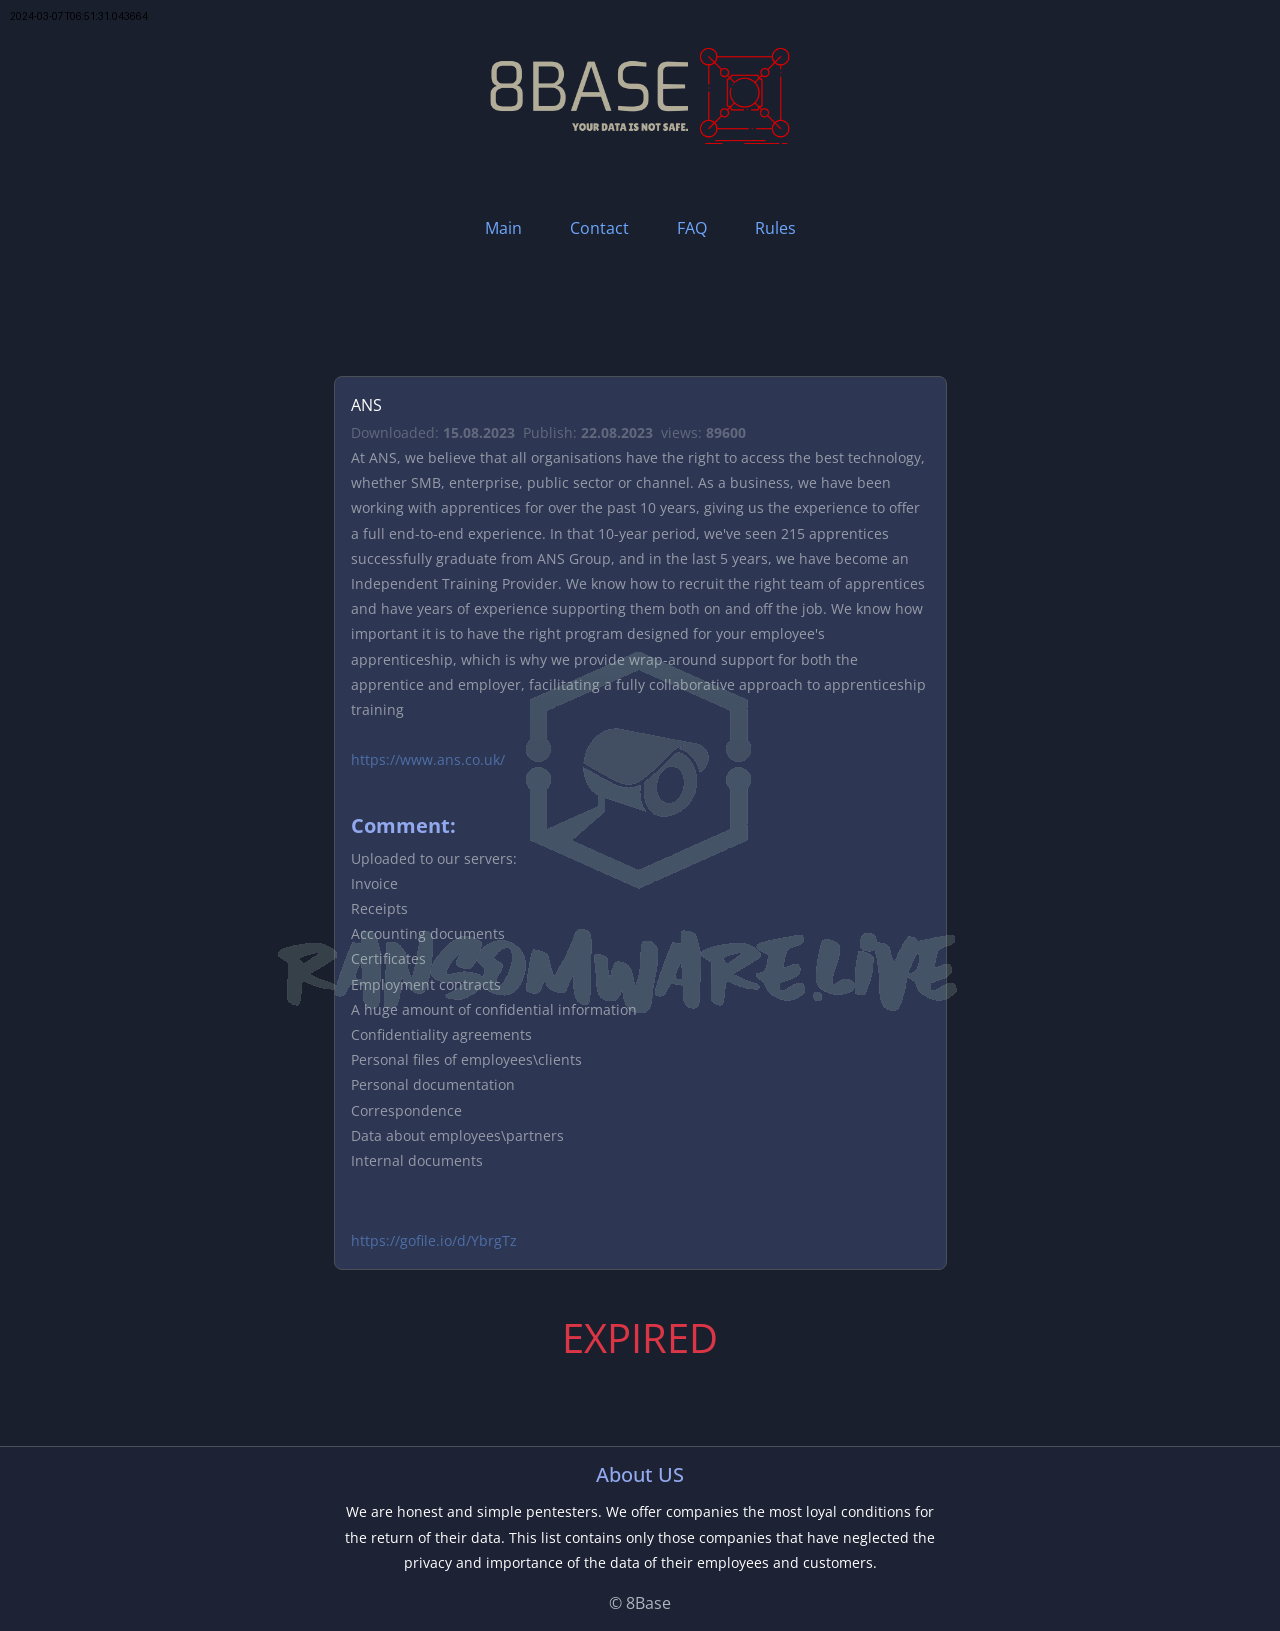 2024-03-07T06:51:31.043664
8BASE
YOUR DATA IS NOT SAFE.
Main Contact FAQ Rules
ANS
Downloaded: 15.08.2023 Publish: 22.08.2023 views: 89600
At ANS, we believe that all organisations have the right to access the best technology,
whether SMB, enterprise, public sector or channel. As a business, we have been
working with apprentices for over the past 10 years, giving us the experience to offer
a full end-to-end experience. In that 10-year period, we've seen 215 apprentices
successfully graduate from ANS Group, and in the last 5 years, we have become an
Independent Training Provider. We know how to recruit the right team of apprentices
and have years of experience supporting them both on and off the job. We know how
important it is to have the right program designed for your employee's
apprenticeship, which is why we provide wrap-around support for both the
apprentice and employer, facilitating a fully collaborative approach to apprenticeship
training
https://www.ans.co.uk/
Comment:
Uploaded to our servers:
Invoice
Receipts
Accounting documents
Certificates
RANSOMWARE.LIVE
Employment contracts
A huge amount of confidential information
Confidentiality agreements
Personal files of employees\clients
Personal documentation
Correspondence
Data about employees\partners
Internal documents
https://gofile.io/d/YbrgTz
EXPIRED
About US
We are honest and simple pentesters. We offer companies the most loyal conditions for
the return of their data. This list contains only those companies that have neglected the
privacy and importance of the data of their employees and customers.
© 8Base